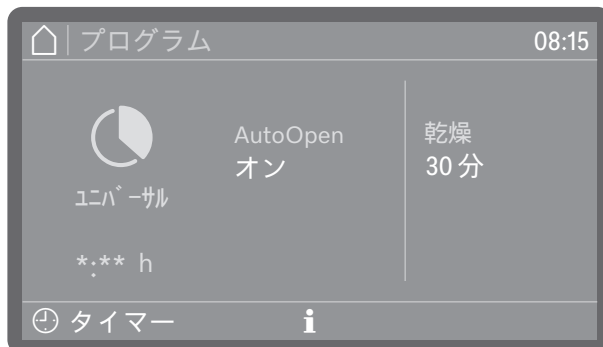 プログラム 08:15
AutoOpen
オン
乾燥
30 分
ユニバーサル
*:** h
タイマー i